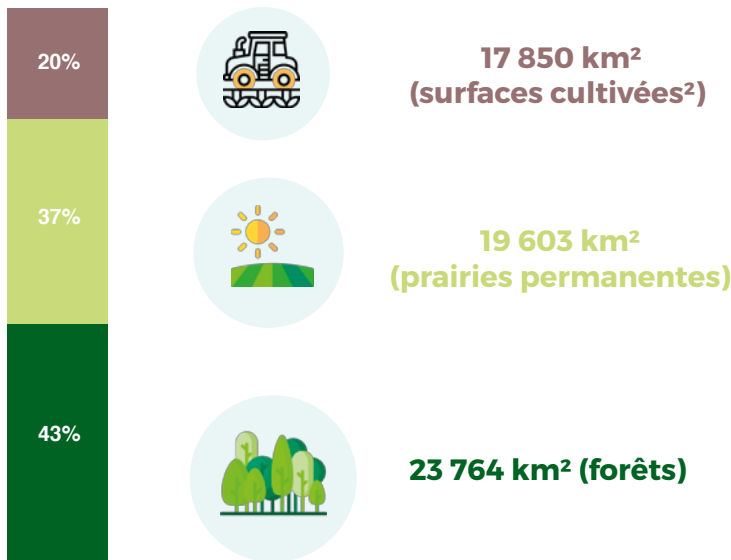 20%
17 850 km²
(surfaces cultivées²)
37%
19 603 km²
(prairies permanentes)
43%
23 764 km² (forêts)